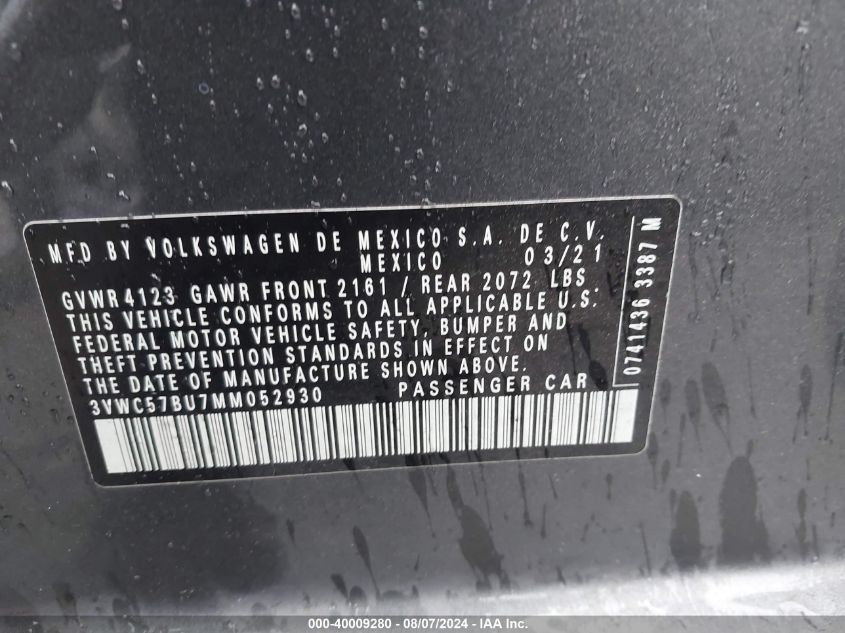 MFD BY VOLKSWAGEN DE MEXICO S.A. DE C.V.
MEXICO 03/21
GVWR 4123 GAWR FRONT 2161 / REAR 2072 LBS.
THIS VEHICLE CONFORMS TO ALL APPLICABLE U.S.
FEDERAL MOTOR VEHICLE SAFETY, BUMPER AND
THEFT PREVENTION STANDARDS IN EFFECT ON
THE DATE OF MANUFACTURE SHOWN ABOVE.
3VWC57BU7MM052930 PASSENGER CAR
0741436 3387 M
000-40009280 - 08/07/2024 - IAA Inc.